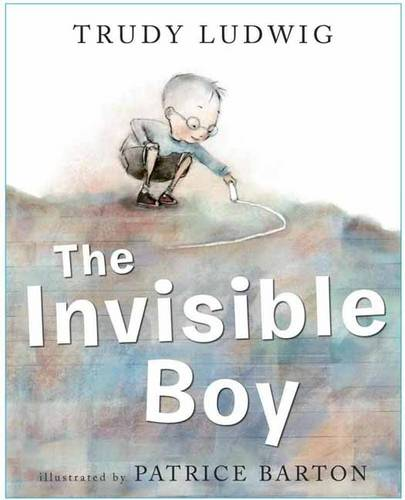 TRUDY LUDWIG
The
Invisible
Boy
illustrated by PATRICE BARTON